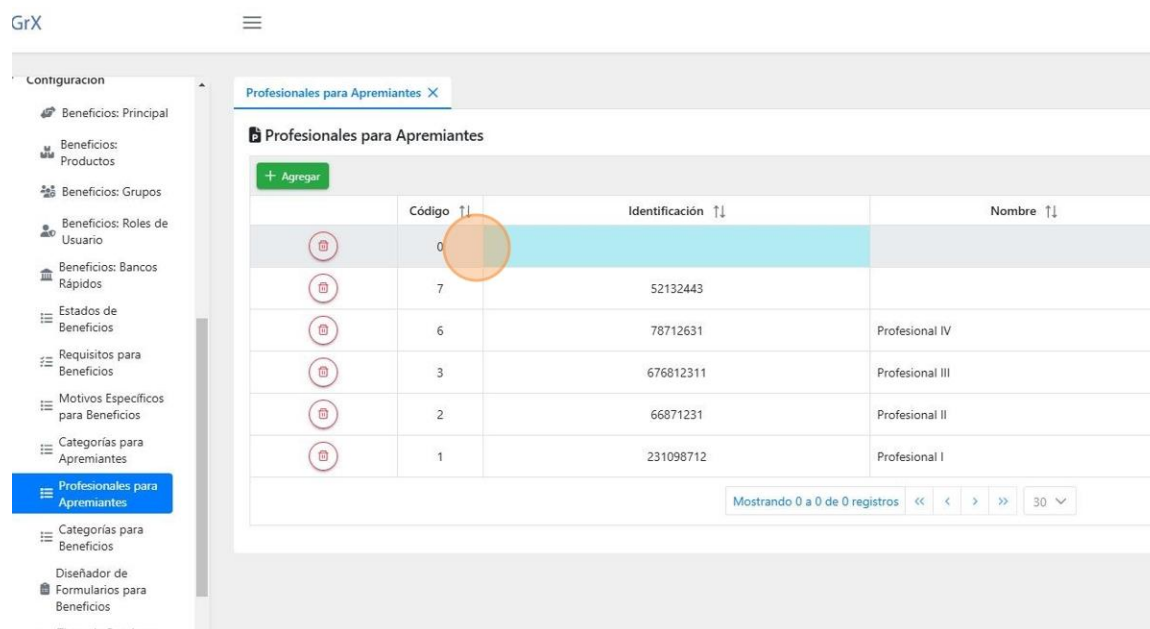 GrX
Configuración
Beneficios: Principal
Beneficios:
Productos
Beneficios: Grupos
Beneficios: Roles de
Usuario
Beneficios: Bancos
Rápidos
Estados de
Beneficios
Requisitos para
Beneficios
Motivos Específicos
para Beneficios
Categorías para
Apremiantes
Profesionales para
Apremiantes
Categorías para
Beneficios
Diseñador de
Formularios para
Beneficios
Profesionales para Apremiantes
Profesionales para Apremiantes
+ Agregar
Código Identificación Nombre
0
7 52132443
6 78712631 Profesional IV
3 676812311 Profesional III
2 66871231 Profesional II
1 231098712 Profesional I
Mostrando 0 a 0 de 0 registros « < > » 30